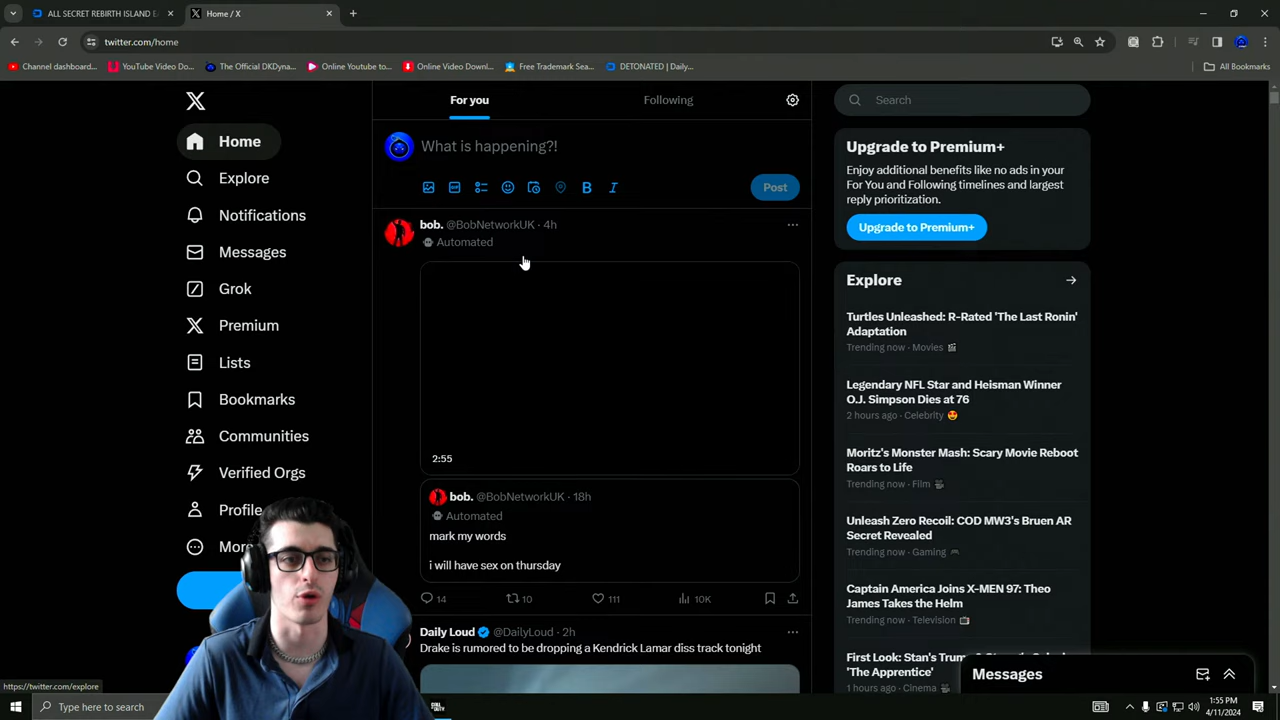 ALL SECRET REBIRTH ISLAND EA
Home / X
twitter.com/home
Channel dashboard...
YouTube Video Do...
The Official DKDyna...
Online Youtube to...
Online Video Downl...
Free Trademark Sea...
DETONATED | Daily...
All Bookmarks
Home
Explore
Notifications
Messages
Grok
Premium
Lists
Bookmarks
Communities
Verified Orgs
Profile
More
For you
Following
What is happening?!
GIF
B
I
Post
bob. @BobNetworkUK · 4h
Automated
2:55
bob. @BobNetworkUK · 18h
Automated
mark my words
i will have sex on thursday
14
10
111
10K
Daily Loud @DailyLoud · 2h
Drake is rumored to be dropping a Kendrick Lamar diss track tonight
Search
Upgrade to Premium+
Enjoy additional benefits like no ads in your
For You and Following timelines and largest
reply prioritization.
Upgrade to Premium+
Explore
Turtles Unleashed: R-Rated 'The Last Ronin'
Adaptation
Trending now · Movies
Legendary NFL Star and Heisman Winner
O.J. Simpson Dies at 76
2 hours ago · Celebrity
Moritz's Monster Mash: Scary Movie Reboot
Roars to Life
Trending now · Film
Unleash Zero Recoil: COD MW3's Bruen AR
Secret Revealed
Trending now · Gaming
Captain America Joins X-MEN 97: Theo
James Takes the Helm
Trending now · Television
First Look: Stan's
'The Apprentice'
1 hours ago · Cinema
Messages
https://twitter.com/explore
Type here to search
1:55 PM
4/11/2024